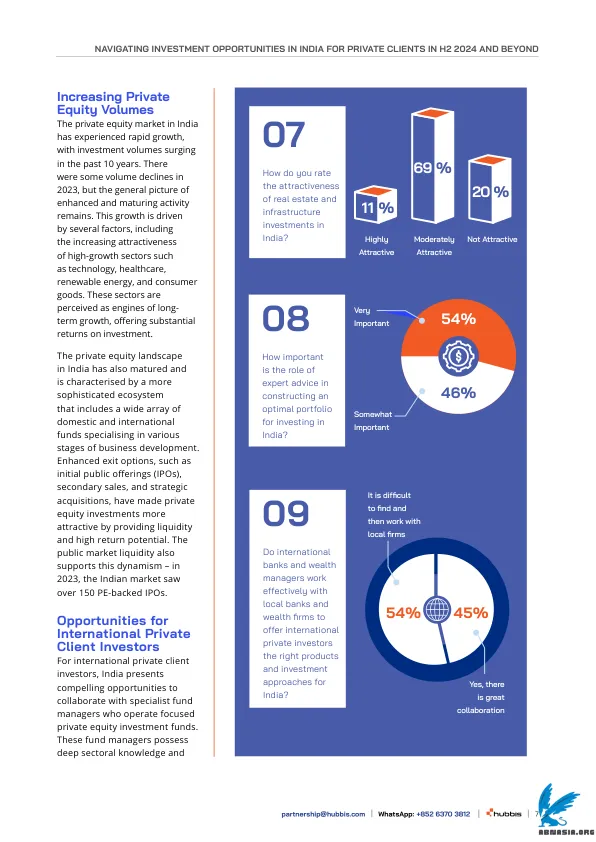 NAVIGATING INVESTMENT OPPORTUNITIES IN INDIA FOR PRIVATE CLIENTS IN H2 2024 AND BEYOND
Increasing Private
Equity Volumes
The private equity market in India
has experienced rapid growth,
with investment volumes surging
in the past 10 years. There
were some volume declines in
2023, but the general picture of
enhanced and maturing activity
remains. This growth is driven
by several factors, including
the increasing attractiveness
of high-growth sectors such
as technology, healthcare,
renewable energy, and consumer
goods. These sectors are
perceived as engines of long-
term growth, offering substantial
returns on investment.
The private equity landscape
in India has also matured and
is characterised by a more
sophisticated ecosystem
that includes a wide array of
domestic and international
funds specialising in various
stages of business development.
Enhanced exit options, such as
initial public offerings (IPOs),
secondary sales, and strategic
acquisitions, have made private
equity investments more
attractive by providing liquidity
and high return potential. The
public market liquidity also
supports this dynamism – in
2023, the Indian market saw
over 150 PE-backed IPOs.
Opportunities for
International Private
Client Investors
For international private client
investors, India presents
compelling opportunities to
collaborate with specialist fund
managers who operate focused
private equity investment funds.
These fund managers possess
deep sectoral knowledge and
07
How do you rate
the attractiveness
of real estate and
infrastructure
investments in
India?
11 %
69 %
20 %
Highly
Attractive
Moderately
Attractive
Not Attractive
08
How important
is the role of
expert advice in
constructing an
optimal portfolio
for investing in
India?
Very
Important
54%
$
46%
Somewhat
Important
09
Do international
banks and wealth
managers work
effectively with
local banks and
wealth firms to
offer international
private investors
the right products
and investment
approaches for
India?
It is difficult
to find and
then work with
local firms
54%
45%
Yes, there
is great
collaboration
partnership@hubbis.com | WhatsApp: +852 6370 3812 | hubbis | 7
ABNASIA.ORG